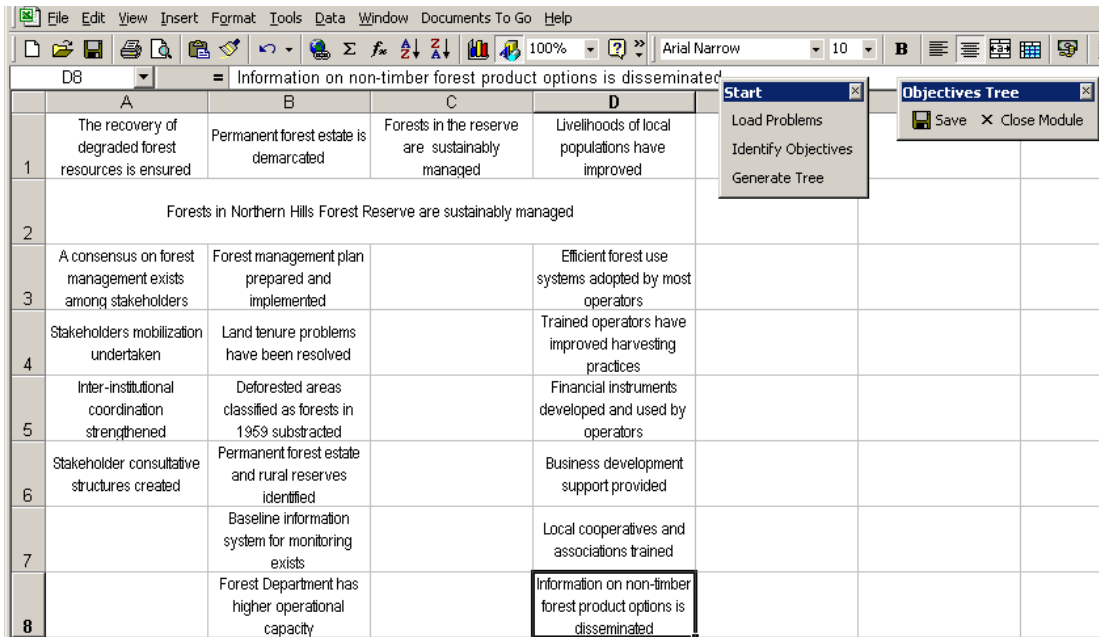 File Edit View Insert Format Tools Data Window Documents To Go Help
100% Arial Narrow 10 B
D8 = Information on non-timber forest product options is disseminated
A B C D
Start
Load Problems
Identify Objectives
Generate Tree
Objectives Tree
Save Close Module
1
The recovery of
degraded forest
resources is ensured
Permanent forest estate is
demarcated
Forests in the reserve
are sustainably
managed
Livelihoods of local
populations have
improved
2
Forests in Northern Hills Forest Reserve are sustainably managed
3
A consensus on forest
management exists
among stakeholders
Forest management plan
prepared and
implemented
Efficient forest use
systems adopted by most
operators
4
Stakeholders mobilization
undertaken
Land tenure problems
have been resolved
Trained operators have
improved harvesting
practices
5
Inter-institutional
coordination
strengthened
Deforested areas
classified as forests in
1959 substracted
Financial instruments
developed and used by
operators
6
Stakeholder consultative
structures created
Permanent forest estate
and rural reserves
identified
Business development
support provided
7
Baseline information
system for monitoring
exists
Local cooperatives and
associations trained
8
Forest Department has
higher operational
capacity
Information on non-timber
forest product options is
disseminated